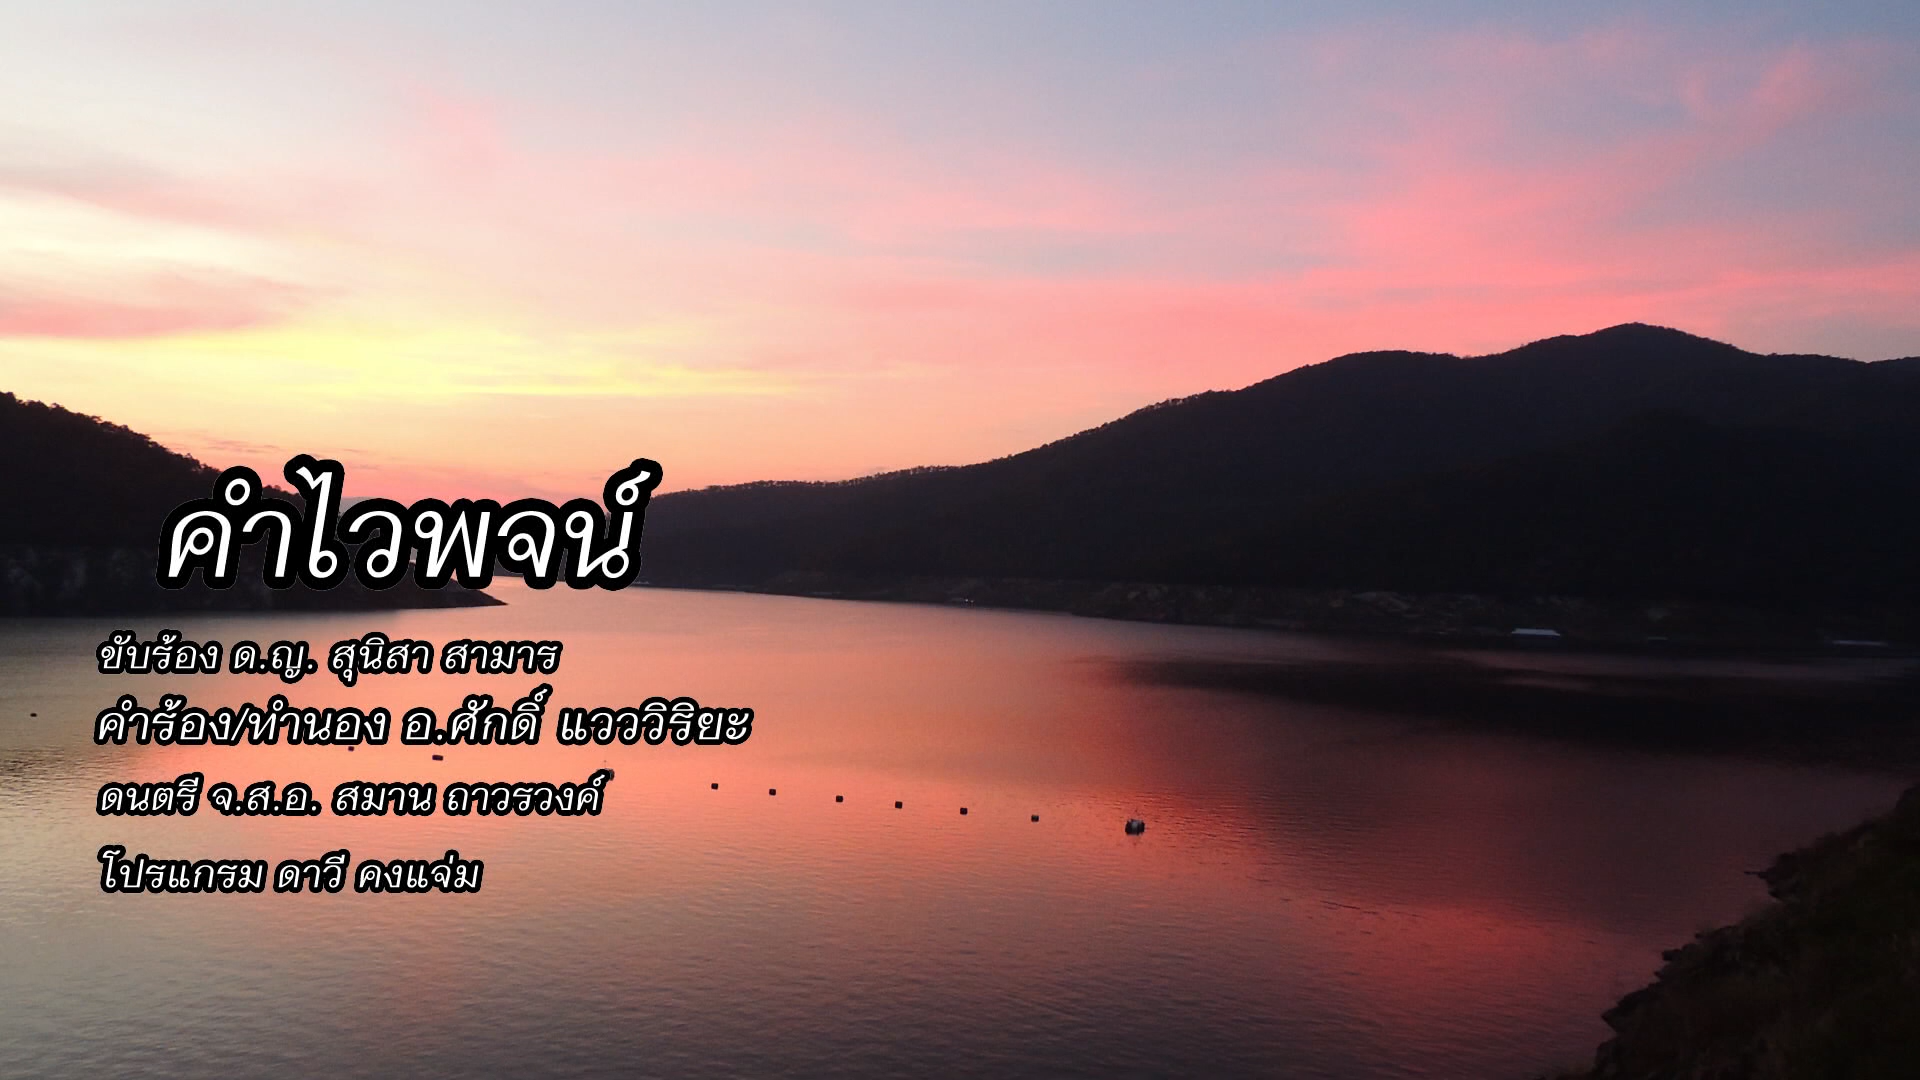 คำไวพจน์
ขับร้อง ด.ญ. สุนิสา สามาร
คำร้อง/ทำนอง อ.ศักดิ์ แวววิริยะ
ดนตรี จ.ส.อ. สมาน ถาวรวงศ์
โปรแกรม ดาวี คงแจ่ม